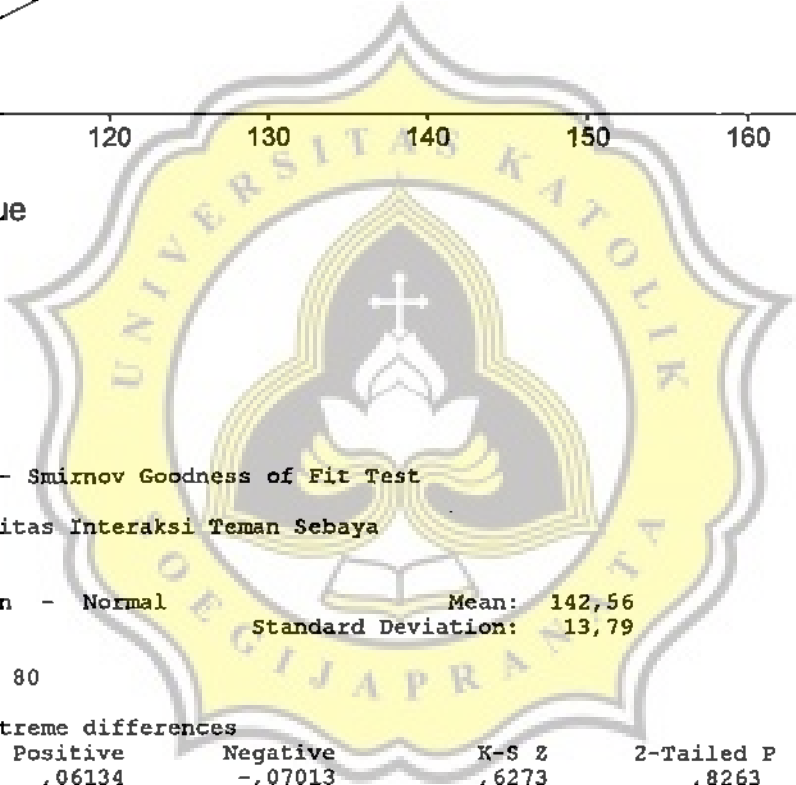 120 130 140 150 160
ue
UNIVERSITAS KATOLIK
SOEGIJAPRANATA
- Smirnov Goodness of Fit Test
itas Interaksi Teman Sebaya
n - Normal Mean: 142,56
Standard Deviation: 13,79
80
treme differences
Positive Negative K-S Z 2-Tailed P
,06134 -,07013 ,6273 ,8263